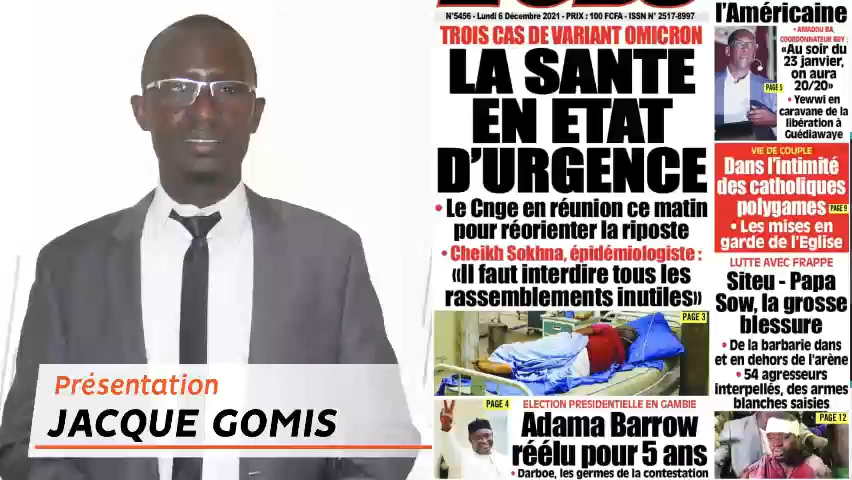 Présentation
JACQUE GOMIS
N°5456 - Lundi 6 Décembre 2021 - PRIX : 100 FCFA - ISSN N° 2517-8997
TROIS CAS DE VARIANT OMICRON
LA SANTE
EN ETAT
D'URGENCE
• Le Cnge en réunion ce matin
pour réorienter la riposte
• Cheikh Sokhna, épidémiologiste :
«Il faut interdire tous les
rassemblements inutiles»
PAGE 3
PAGE 4
ELECTION PRESIDENTIELLE EN GAMBIE
Adama Barrow
réélu pour 5 ans
Darboe, les germes de la contestation
l'Américaine
• AMADOU BA,
COORDONNATEUR BBY :
«Au soir du
23 janvier,
on aura
20/20»
PAGE 5
• Yewwi en
caravane de la
libération à
Guédiawaye
VIE DE COUPLE
Dans l'intimité
des catholiques
polygames
PAGE 9
• Les mises en
garde de l'Eglise
LUTTE AVEC FRAPPE
Siteu - Papa
Sow, la grosse
blessure
• De la barbarie dans
et en dehors de l'arène
• 54 agresseurs
interpellés, des armes
blanches saisies
PAGE 12